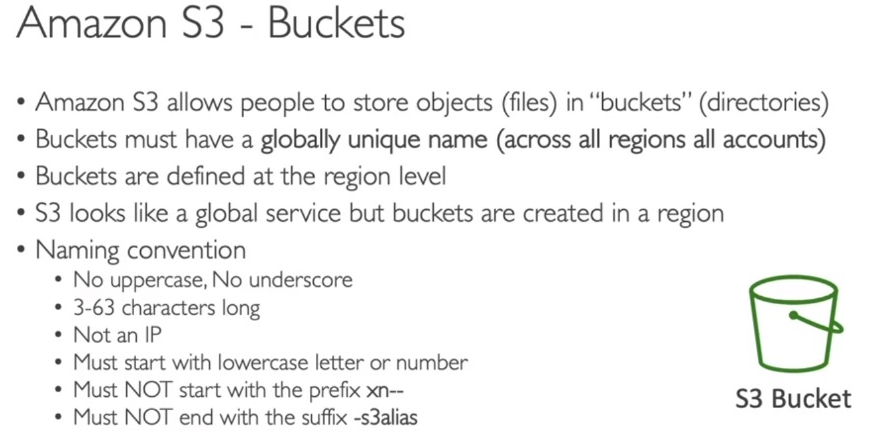 Amazon S3 - Buckets
• Amazon S3 allows people to store objects (files) in “buckets” (directories)
• Buckets must have a globally unique name (across all regions all accounts)
• Buckets are defined at the region level
• S3 looks like a global service but buckets are created in a region
• Naming convention
• No uppercase, No underscore
• 3-63 characters long
• Not an IP
• Must start with lowercase letter or number
• Must NOT start with the prefix xn--
• Must NOT end with the suffix -s3alias
S3 Bucket